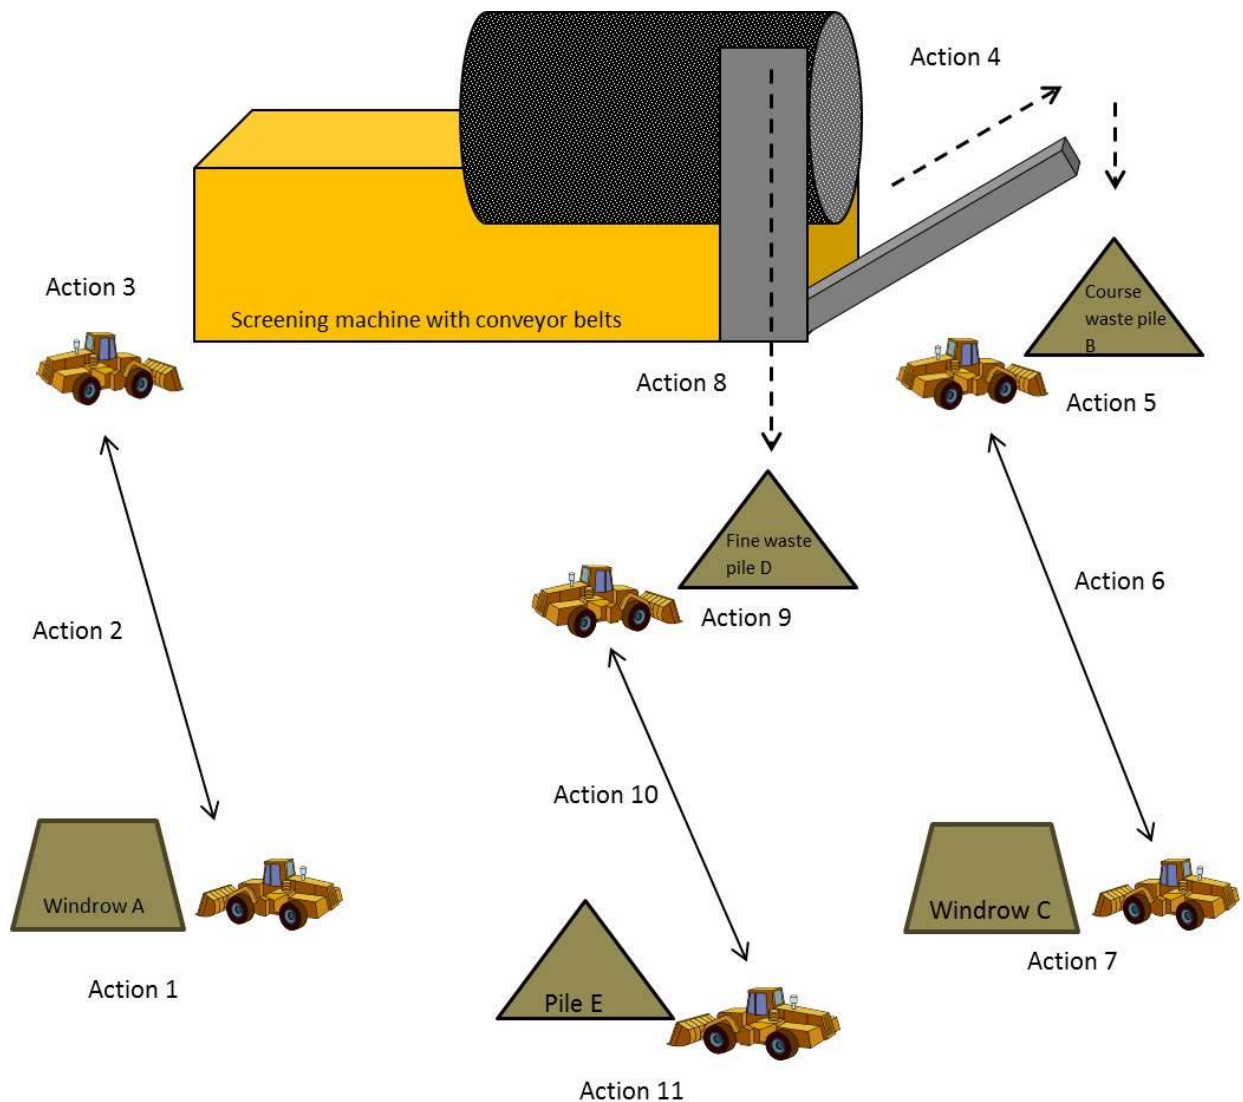 Action 4
Action 3
Screening machine with conveyor belts
Course
waste pile
B
Action 8
Action 5
Fine waste
pile D
Action 9
Action 6
Action 2
Action 10
Windrow A
Windrow C
Action 7
Action 1
Pile E
Action 11